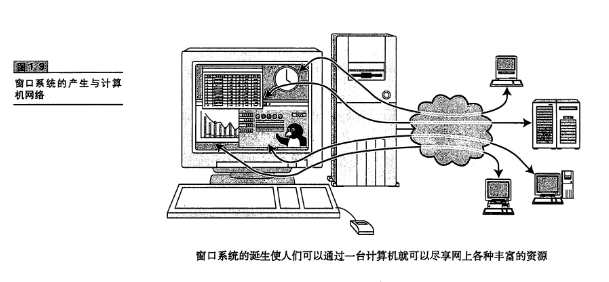 图1.9
窗口系统的产生与计算
机网络
窗口系统的诞生使人们可以通过一台计算机就可以尽享网上各种丰富的资源